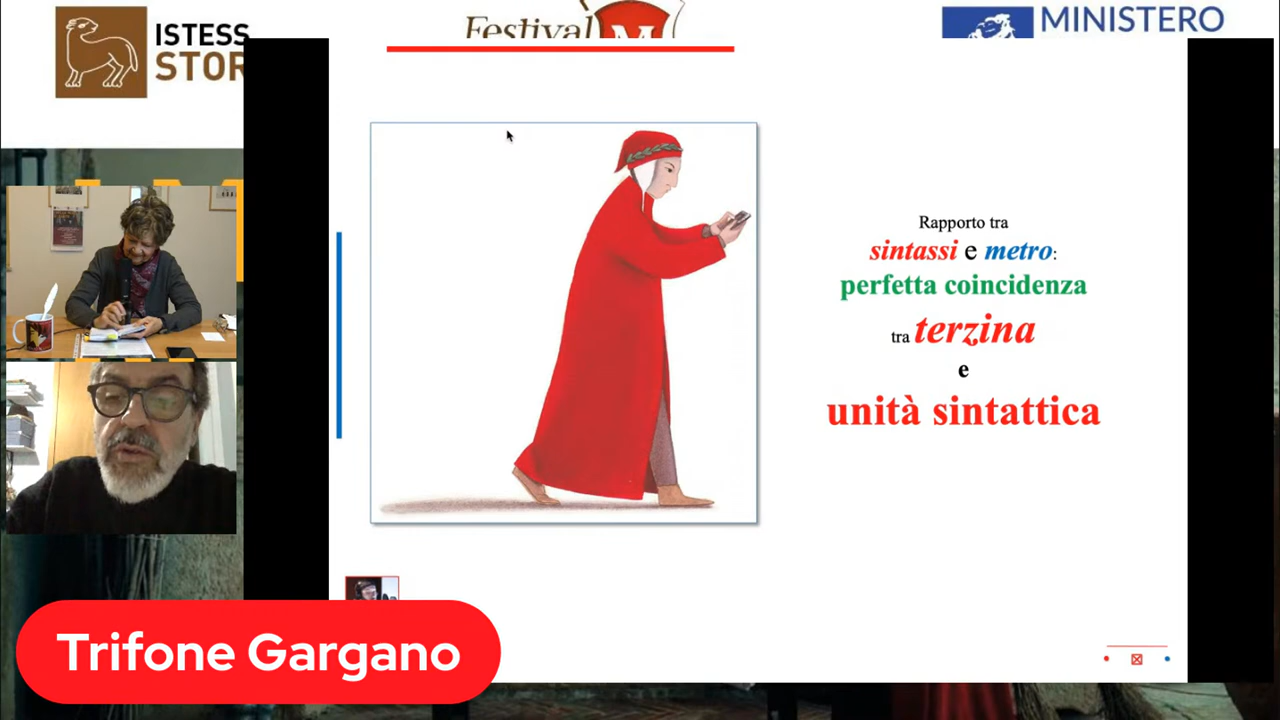 ISTESS
STOR
Festival
M
MINISTERO
Rapporto tra
sintassi e metro:
perfetta coincidenza
tra terzina
e
unità sintattica
Trifone Gargano